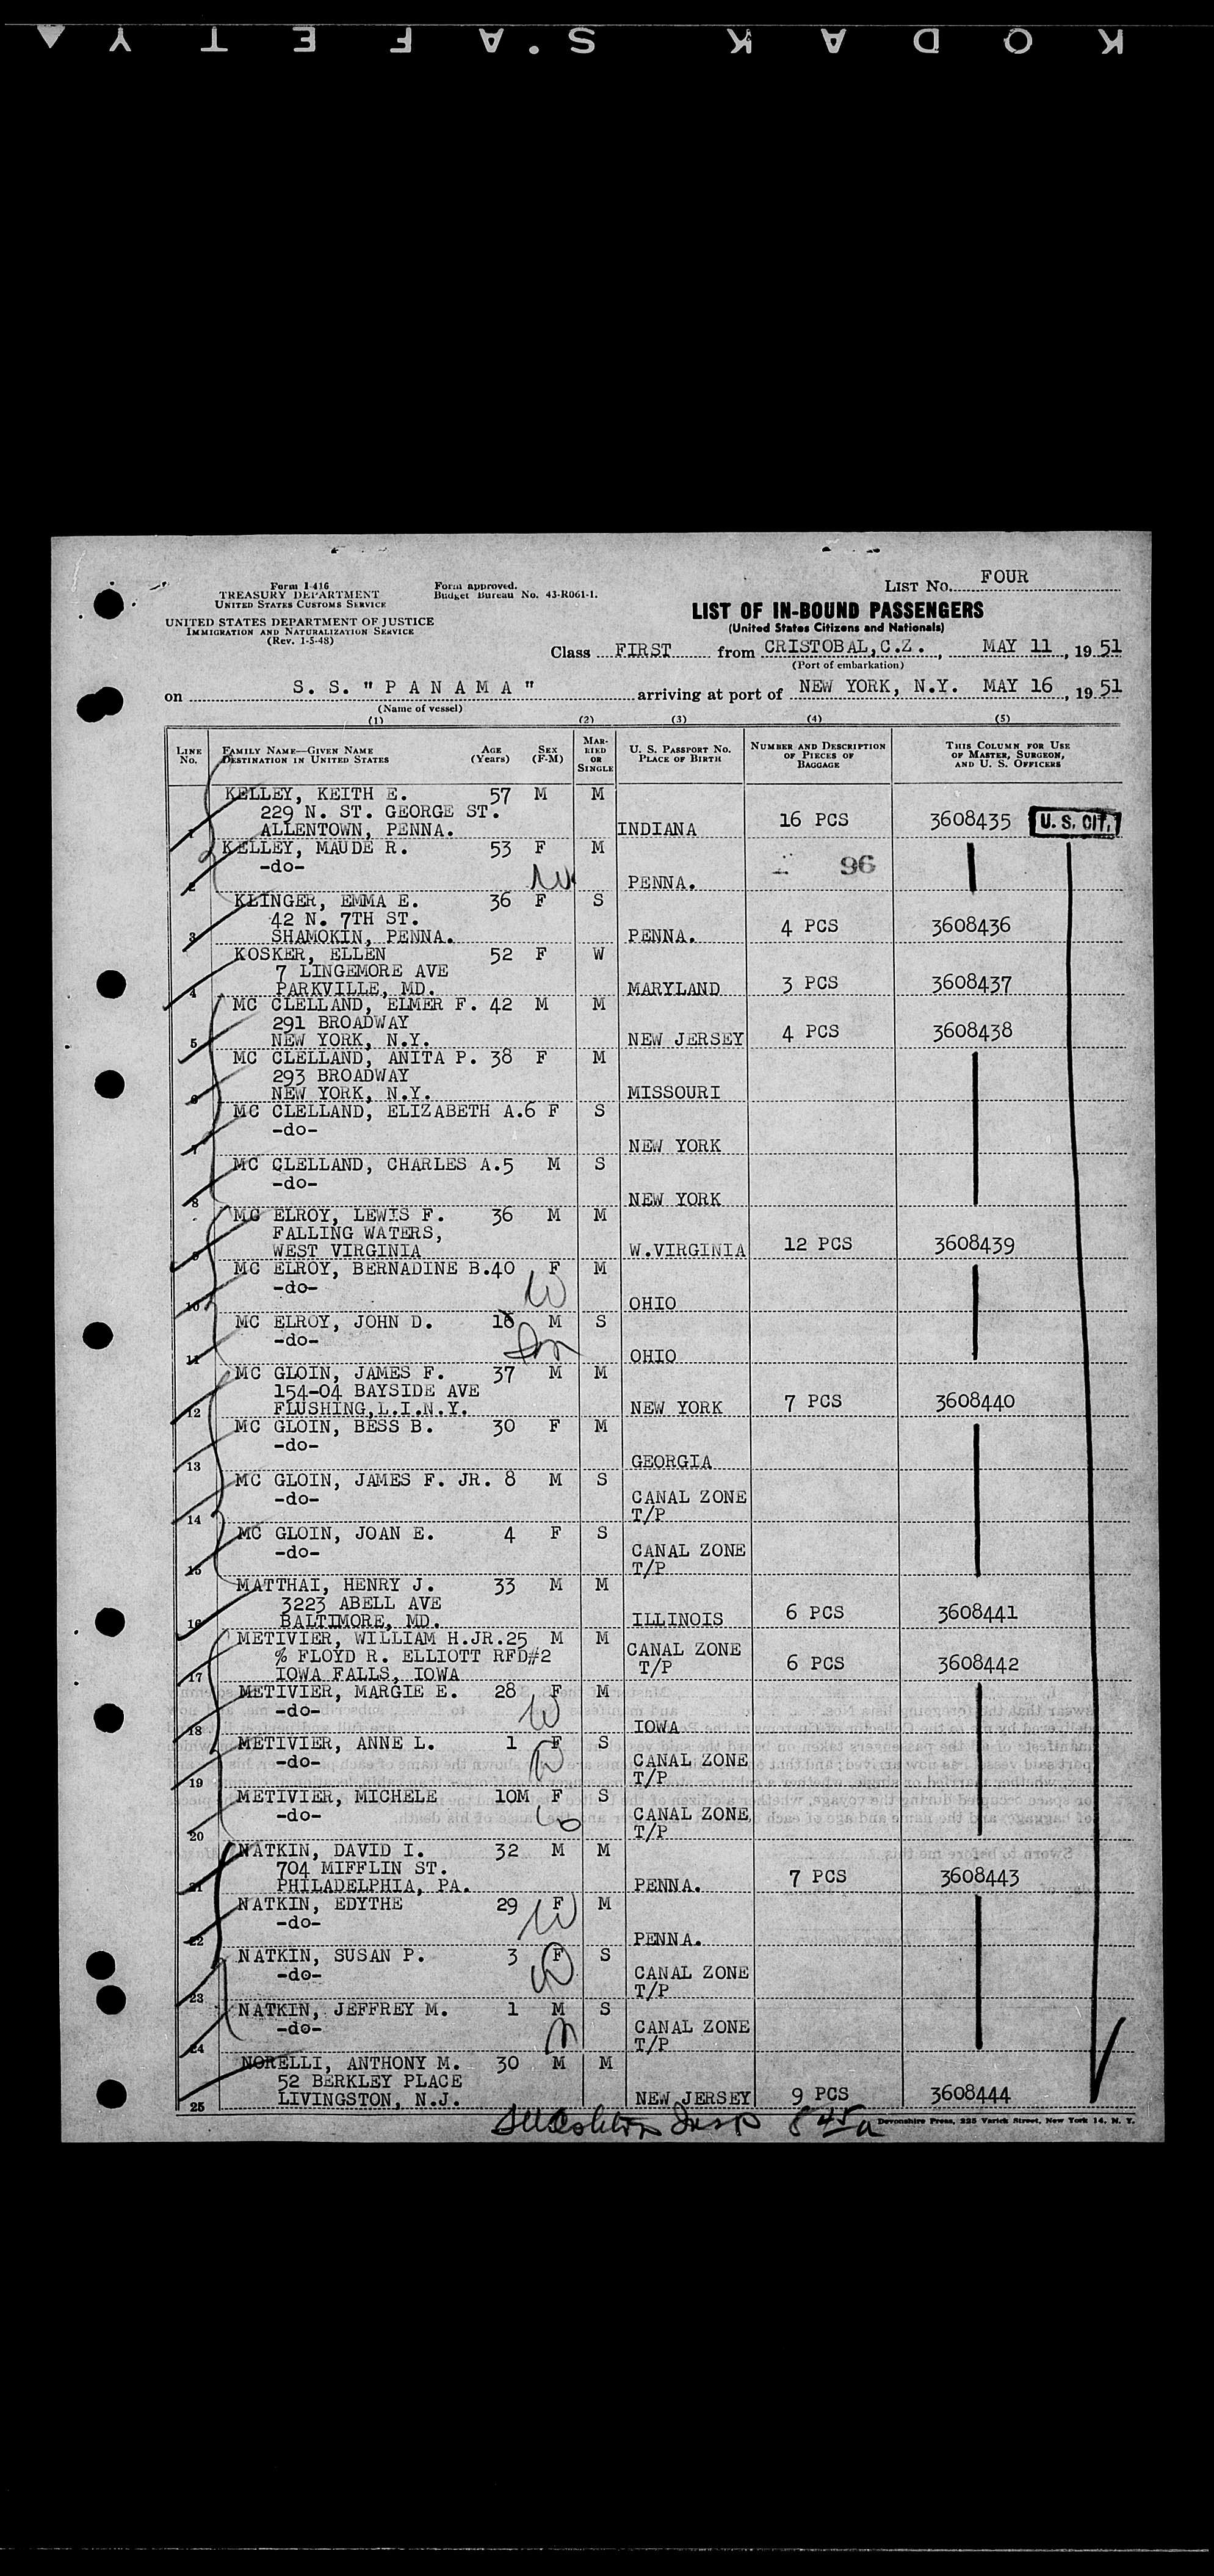 KODAK S.A.F.E.T.Y
Form I-416
TREASURY DEPARTMENT
UNITED STATES CUSTOMS SERVICE
UNITED STATES DEPARTMENT OF JUSTICE
IMMIGRATION AND NATURALIZATION SERVICE
(Rev. 1-5-48)
Form approved.
Budget Bureau No. 43-R061-1.
LIST NO. FOUR
LIST OF IN-BOUND PASSENGERS
(United States Citizens and Nationals)
Class FIRST from CRISTOBAL,C.Z., MAY 11, 1951
(Port of embarkation)
on S. S. " P A N A M A " arriving at port of NEW YORK, N.Y. MAY 16, 1951
(Name of vessel)
(1) (2) (3) (4) (5)
LINE NO. FAMILY NAME—GIVEN NAME DESTINATION IN UNITED STATES AGE (Years) SEX (F-M) MARRIED OR SINGLE U. S. PASSPORT NO. PLACE OF BIRTH NUMBER AND DESCRIPTION OF PIECES OF BAGGAGE THIS COLUMN FOR USE OF MASTER, SURGEON, AND U. S. OFFICERS
KELLEY, KEITH E. 57 M M
229 N. ST. GEORGE ST.
1 ALLENTOWN, PENNA. INDIANA 16 PCS 3608435 U. S. CIT.
KELLEY, MAUDE R. 53 F M
-do- 96
2 PENNA.
KLINGER, EMMA E. 36 F S
42 N. 7TH ST.
3 SHAMOKIN, PENNA. PENNA. 4 PCS 3608436
KOSKER, ELLEN 52 F W
7 LINGEMORE AVE
4 PARKVILLE, MD. MARYLAND 3 PCS 3608437
MC CLELLAND, ELMER F. 42 M M
291 BROADWAY
5 NEW YORK, N.Y. NEW JERSEY 4 PCS 3608438
MC CLELLAND, ANITA P. 38 F M
293 BROADWAY
6 NEW YORK, N.Y. MISSOURI
MC CLELLAND, ELIZABETH A.6 F S
-do-
7 NEW YORK
MC CLELLAND, CHARLES A.5 M S
-do-
8 NEW YORK
MC ELROY, LEWIS F. 36 M M
FALLING WATERS,
9 WEST VIRGINIA W.VIRGINIA 12 PCS 3608439
MC ELROY, BERNADINE B.40 F M
-do-
10 OHIO
MC ELROY, JOHN D. M S
-do-
11 OHIO
MC GLOIN, JAMES F. 37 M M
154-04 BAYSIDE AVE
12 FLUSHING,L.I.N.Y. NEW YORK 7 PCS 3608440
MC GLOIN, BESS B. 30 F M
-do-
13 GEORGIA
MC GLOIN, JAMES F. JR. 8 M S
-do- CANAL ZONE
14 T/P
MC GLOIN, JOAN E. 4 F S
-do- CANAL ZONE
15 T/P
MATTHAI, HENRY J. 33 M M
3223 ABELL AVE
16 BALTIMORE, MD. ILLINOIS 6 PCS 3608441
METIVIER, WILLIAM H.JR.25 M M
% FLOYD R. ELLIOTT RFD#2 CANAL ZONE
17 IOWA FALLS, IOWA T/P 6 PCS 3608442
METIVIER, MARGIE E. 28 F M
-do-
18 IOWA
METIVIER, ANNE L. 1 F S
-do- CANAL ZONE
19 T/P
METIVIER, MICHELE 10M F S
-do- CANAL ZONE
20 T/P
NATKIN, DAVID I. 32 M M
704 MIFFLIN ST.
21 PHILADELPHIA, PA. PENNA. 7 PCS 3608443
NATKIN, EDYTHE 29 F M
-do-
22 PENNA.
NATKIN, SUSAN P. 3 F S
-do- CANAL ZONE
23 T/P
NATKIN, JEFFREY M. 1 M S
-do- CANAL ZONE
24 T/P
NORELLI, ANTHONY M. 30 M M
52 BERKLEY PLACE
25 LIVINGSTON, N.J. NEW JERSEY 9 PCS 3608444
Insp 845a
Devonshire Press, 225 Varick Street, New York 14, N. Y.